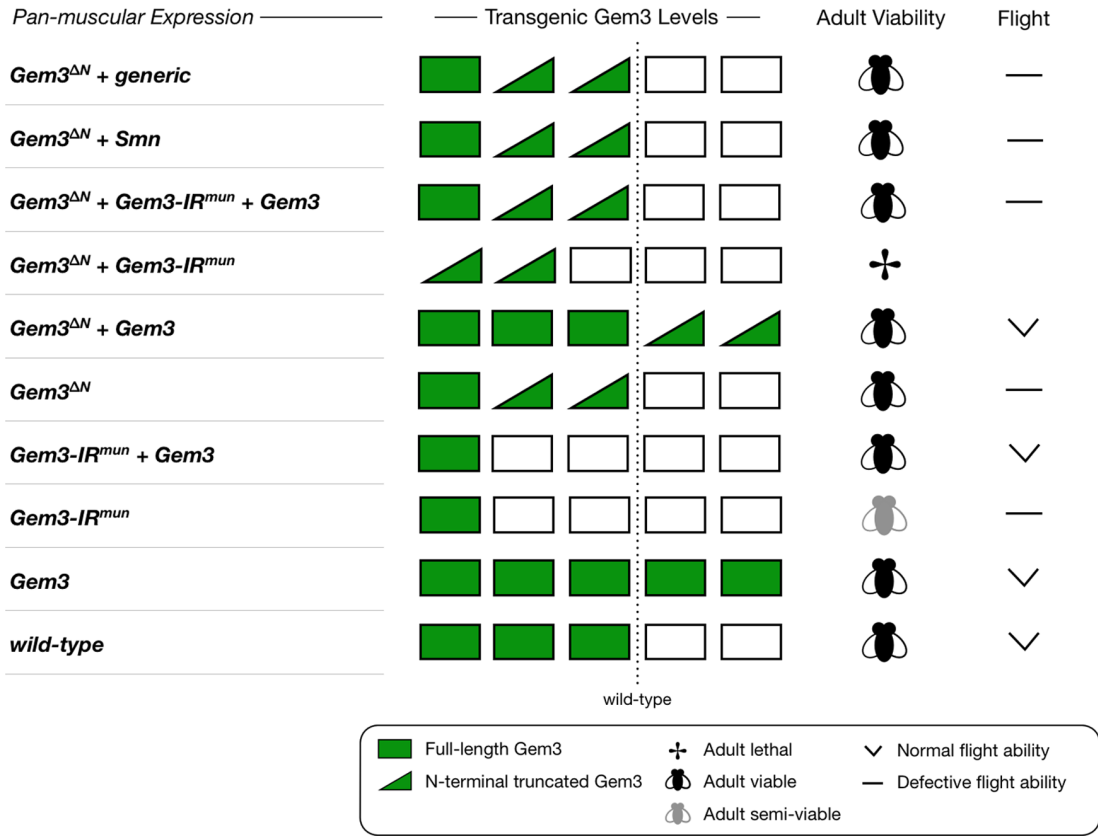 Pan-muscular Expression Transgenic Gem3 Levels Adult Viability Flight
Gem3ΔN + generic
Gem3ΔN + Smn
Gem3ΔN + Gem3-IRmun + Gem3
Gem3ΔN + Gem3-IRmun
Gem3ΔN + Gem3
Gem3ΔN
Gem3-IRmun + Gem3
Gem3-IRmun
Gem3
wild-type
wild-type
Full-length Gem3 Adult lethal Normal flight ability
N-terminal truncated Gem3 Adult viable Defective flight ability
Adult semi-viable